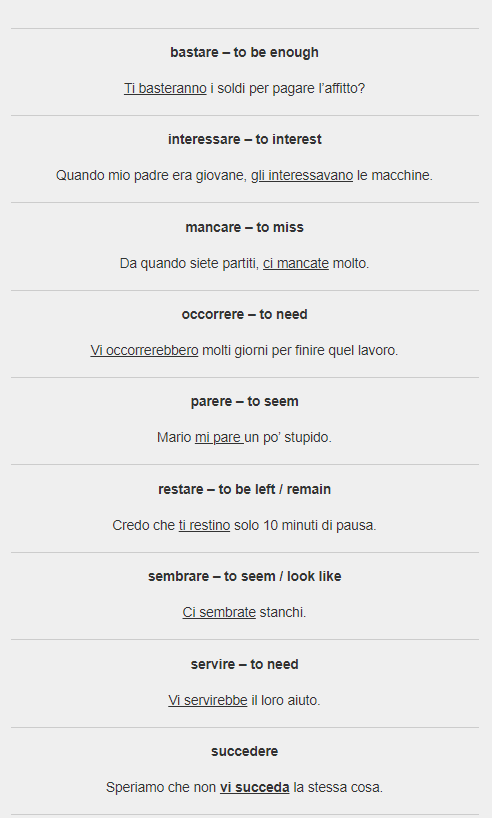 bastare – to be enough
Ti basteranno i soldi per pagare l’affitto?
interessare – to interest
Quando mio padre era giovane, gli interessavano le macchine.
mancare – to miss
Da quando siete partiti, ci mancate molto.
occorrere – to need
Vi occorrerebbero molti giorni per finire quel lavoro.
parere – to seem
Mario mi pare un po’ stupido.
restare – to be left / remain
Credo che ti restino solo 10 minuti di pausa.
sembrare – to seem / look like
Ci sembrate stanchi.
servire – to need
Vi servirebbe il loro aiuto.
succedere
Speriamo che non vi succeda la stessa cosa.